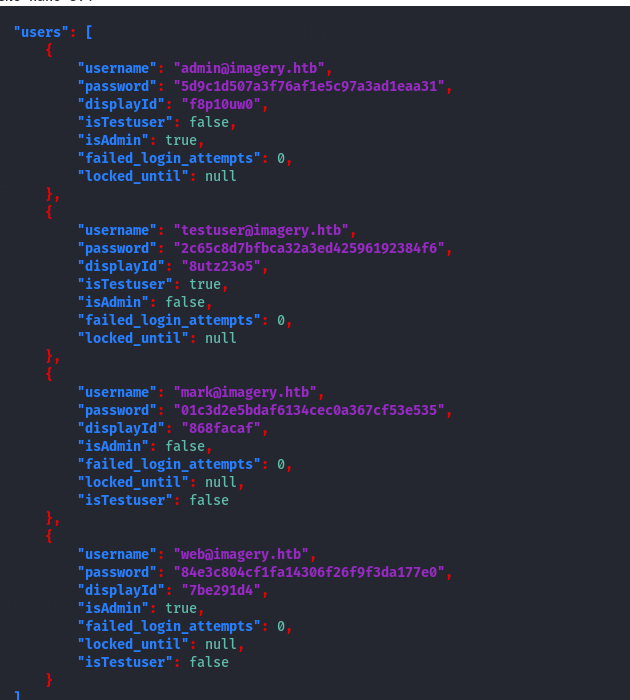 "users": [
{
"username": "admin@imagery.htb",
"password": "5d9c1d507a3f76af1e5c97a3ad1eaa31",
"displayId": "f8p10uw0",
"isTestuser": false,
"isAdmin": true,
"failed_login_attempts": 0,
"locked_until": null
},
{
"username": "testuser@imagery.htb",
"password": "2c65c8d7bfbca32a3ed42596192384f6",
"displayId": "8utz23o5",
"isTestuser": true,
"isAdmin": false,
"failed_login_attempts": 0,
"locked_until": null
},
{
"username": "mark@imagery.htb",
"password": "01c3d2e5bdaf6134cec0a367cf53e535",
"displayId": "868facaf",
"isAdmin": false,
"failed_login_attempts": 0,
"locked_until": null,
"isTestuser": false
},
{
"username": "web@imagery.htb",
"password": "84e3c804cf1fa14306f26f9f3da177e0",
"displayId": "7be291d4",
"isAdmin": true,
"failed_login_attempts": 0,
"locked_until": null,
"isTestuser": false
}
]